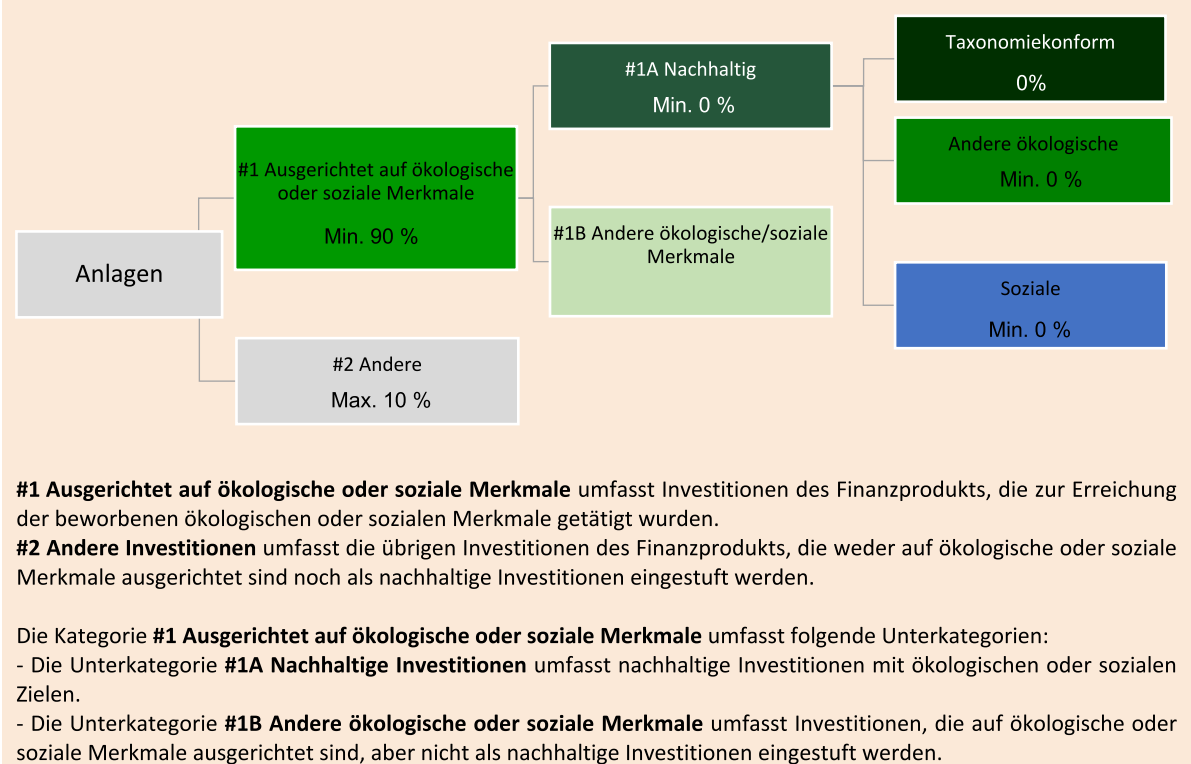 Taxonomiekonform
0%
#1A Nachhaltig
Min. 0 %
Andere ökologische
Min. 0 %
#1 Ausgerichtet auf ökologische
oder soziale Merkmale
Min. 90 %
#1B Andere ökologische/soziale
Merkmale
Anlagen
Soziale
Min. 0 %
#2 Andere
Max. 10 %
#1 Ausgerichtet auf ökologische oder soziale Merkmale umfasst Investitionen des Finanzprodukts, die zur Erreichung
der beworbenen ökologischen oder sozialen Merkmale getätigt wurden.
#2 Andere Investitionen umfasst die übrigen Investitionen des Finanzprodukts, die weder auf ökologische oder soziale
Merkmale ausgerichtet sind noch als nachhaltige Investitionen eingestuft werden.
Die Kategorie #1 Ausgerichtet auf ökologische oder soziale Merkmale umfasst folgende Unterkategorien:
- Die Unterkategorie #1A Nachhaltige Investitionen umfasst nachhaltige Investitionen mit ökologischen oder sozialen
Zielen.
- Die Unterkategorie #1B Andere ökologische oder soziale Merkmale umfasst Investitionen, die auf ökologische oder
soziale Merkmale ausgerichtet sind, aber nicht als nachhaltige Investitionen eingestuft werden.